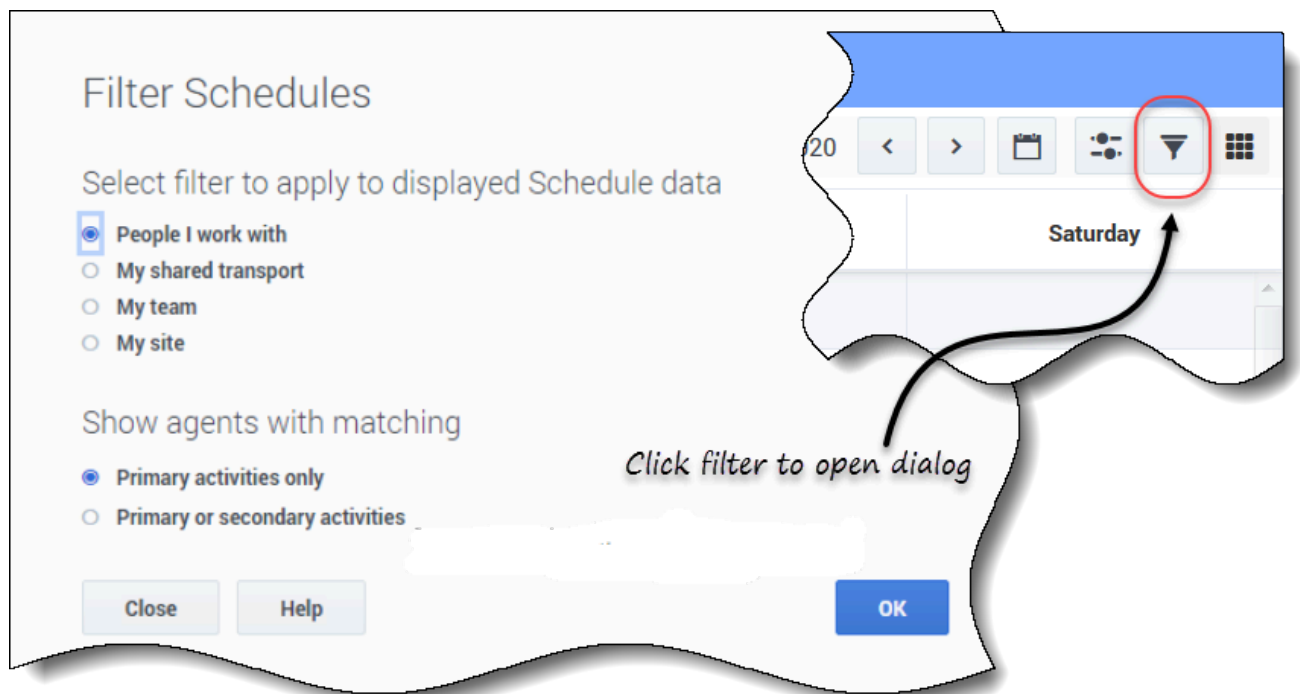 Filter Schedules
Select filter to apply to displayed Schedule data
People I work with
My shared transport
My team
My site
Show agents with matching
Primary activities only
Primary or secondary activities
Close Help OK
020
Saturday
Click filter to open dialog